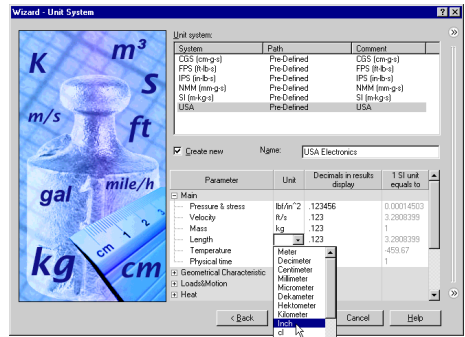 Wizard - Unit System
K
m³
S
m/s
ft
gal
mile/h
cm 1 2 3
kg
cm
Unit system:
System Path Comment
CGS (cm-g-s) Pre-Defined CGS (cm-g-s)
FPS (ft-lb-s) Pre-Defined FPS (ft-lb-s)
IPS (in-lb-s) Pre-Defined IPS (in-lb-s)
NMM (mm-g-s) Pre-Defined NMM (mm-g-s)
SI (m-kg-s) Pre-Defined SI (m-kg-s)
USA Pre-Defined USA
Create new Name: USA Electronics
Parameter Unit Decimals in results display 1 SI unit equals to
Main
Pressure & stress lbf/in^2 .123456 0.00014503
Velocity ft/s .123 3.2808399
Mass kg .123 1
Length .123 3.2808399
Temperature -459.67
Physical time 1
Geometrical Characteristic
Loads&Motion
Heat
Meter
Decimeter
Centimeter
Millimeter
Micrometer
Dekameter
Hektometer
Kilometer
Inch
cl
< Back Cancel Help